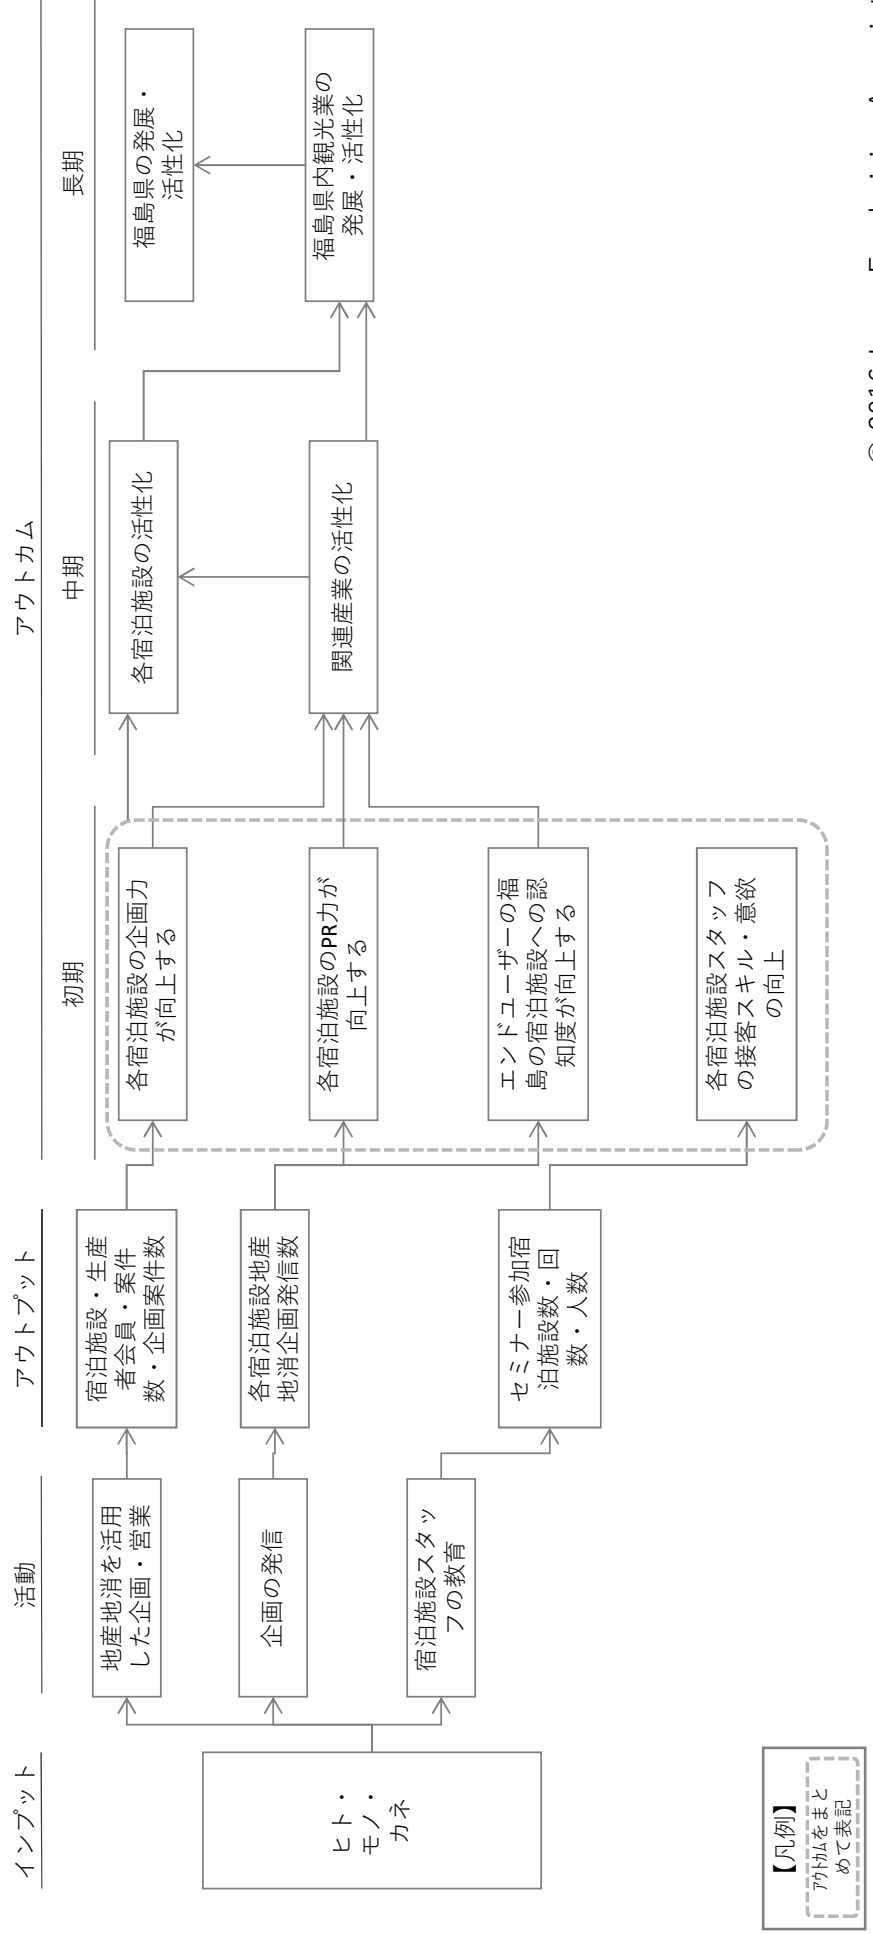 インプット
活動
アウトプット
アウトカム
初期
中期
長期
ヒト・
モノ・
カネ
地産地消を活用
した企画・営業
企画の発信
宿泊施設スタッ
フの教育
宿泊施設・生産
者会員・案件
数・企画案件数
各宿泊施設地産
地消企画発信数
セミナー参加宿
泊施設数・回
数・人数
各宿泊施設の企画力
が向上する
各宿泊施設のPR力が
向上する
エンドユーザーの福
島の宿泊施設への認
知度が向上する
各宿泊施設スタッフ
の接客スキル・意欲
の向上
各宿泊施設の活性化
関連産業の活性化
福島県の発展・
活性化
福島県内観光業の
発展・活性化
【凡例】
アウトカムをまと
めて表記